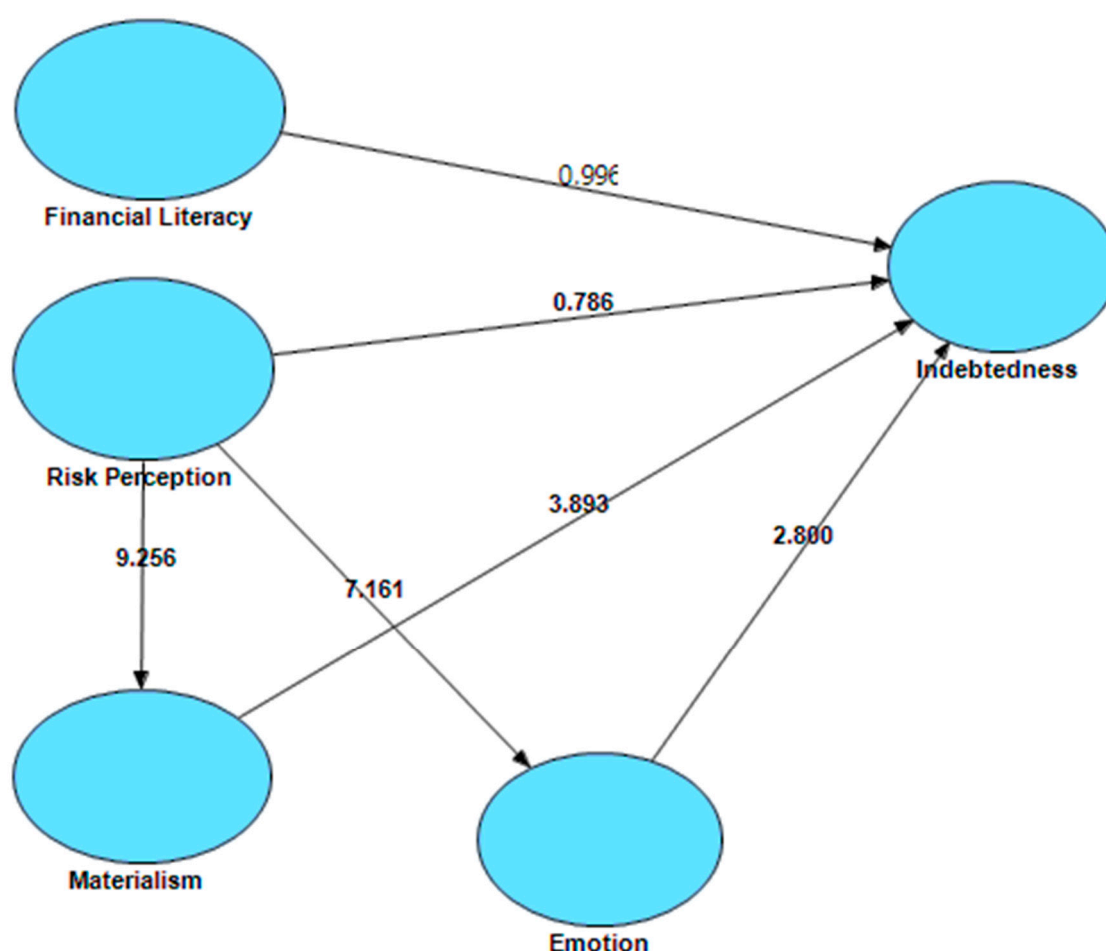 0.996
Financial Literacy
0.786
Indebtedness
Risk Perception
3.893
2.800
9.256
7.161
Materialism
Emotion